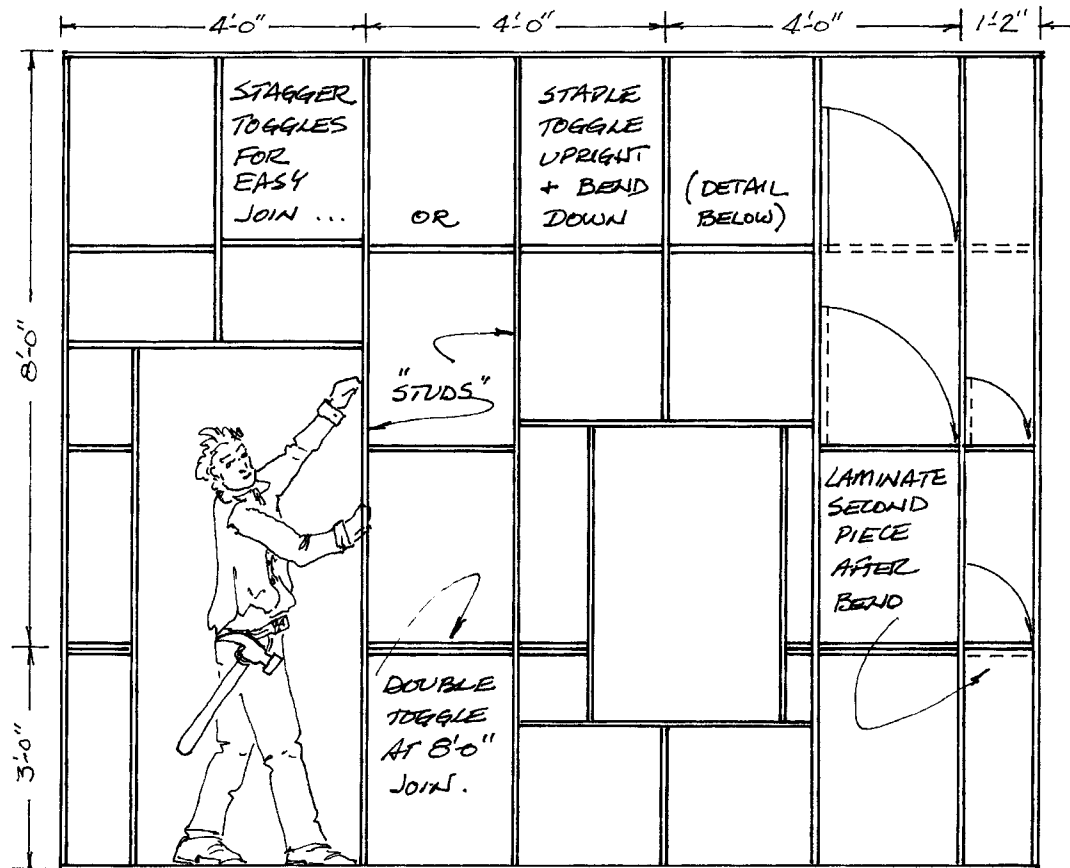 4'-0" 4'-0" 4'-0" 1'-2"
STAGGER
TOGGLES
FOR
EASY
JOIN ...
OR
STAPLE
TOGGLE
UPRIGHT
+ BEND
DOWN
(DETAIL
BELOW)
8'-0"
"STUDS"
LAMINATE
SECOND
PIECE
AFTER
BEND
3'-0"
DOUBLE
TOGGLE
AT 8'-0"
JOIN.